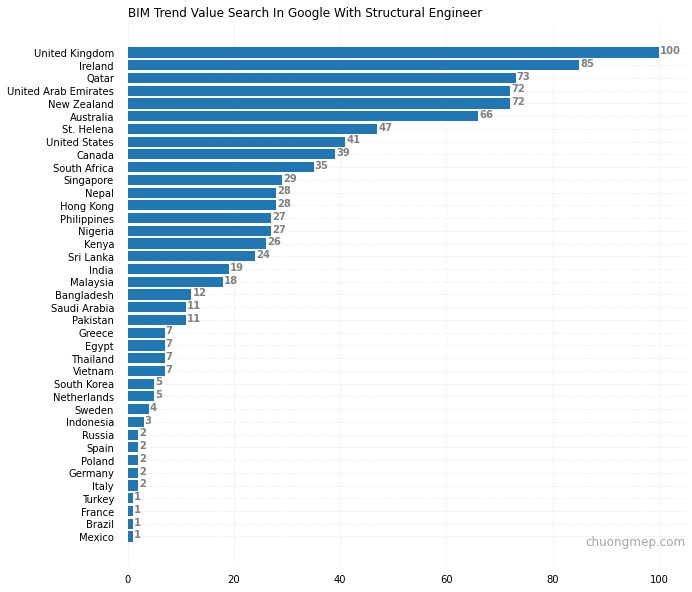 BIM Trend Value Search In Google With Structural Engineer
United Kingdom 100
Ireland 85
Qatar 73
United Arab Emirates 72
New Zealand 72
Australia 66
St. Helena 47
United States 41
Canada 39
South Africa 35
Singapore 29
Nepal 28
Hong Kong 28
Philippines 27
Nigeria 27
Kenya 26
Sri Lanka 24
India 19
Malaysia 18
Bangladesh 12
Saudi Arabia 11
Pakistan 11
Greece 7
Egypt 7
Thailand 7
Vietnam 7
South Korea 5
Netherlands 5
Sweden 4
Indonesia 3
Russia 2
Spain 2
Poland 2
Germany 2
Italy 2
Turkey 1
France 1
Brazil 1
Mexico 1
chuongmep.com
0 20 40 60 80 100